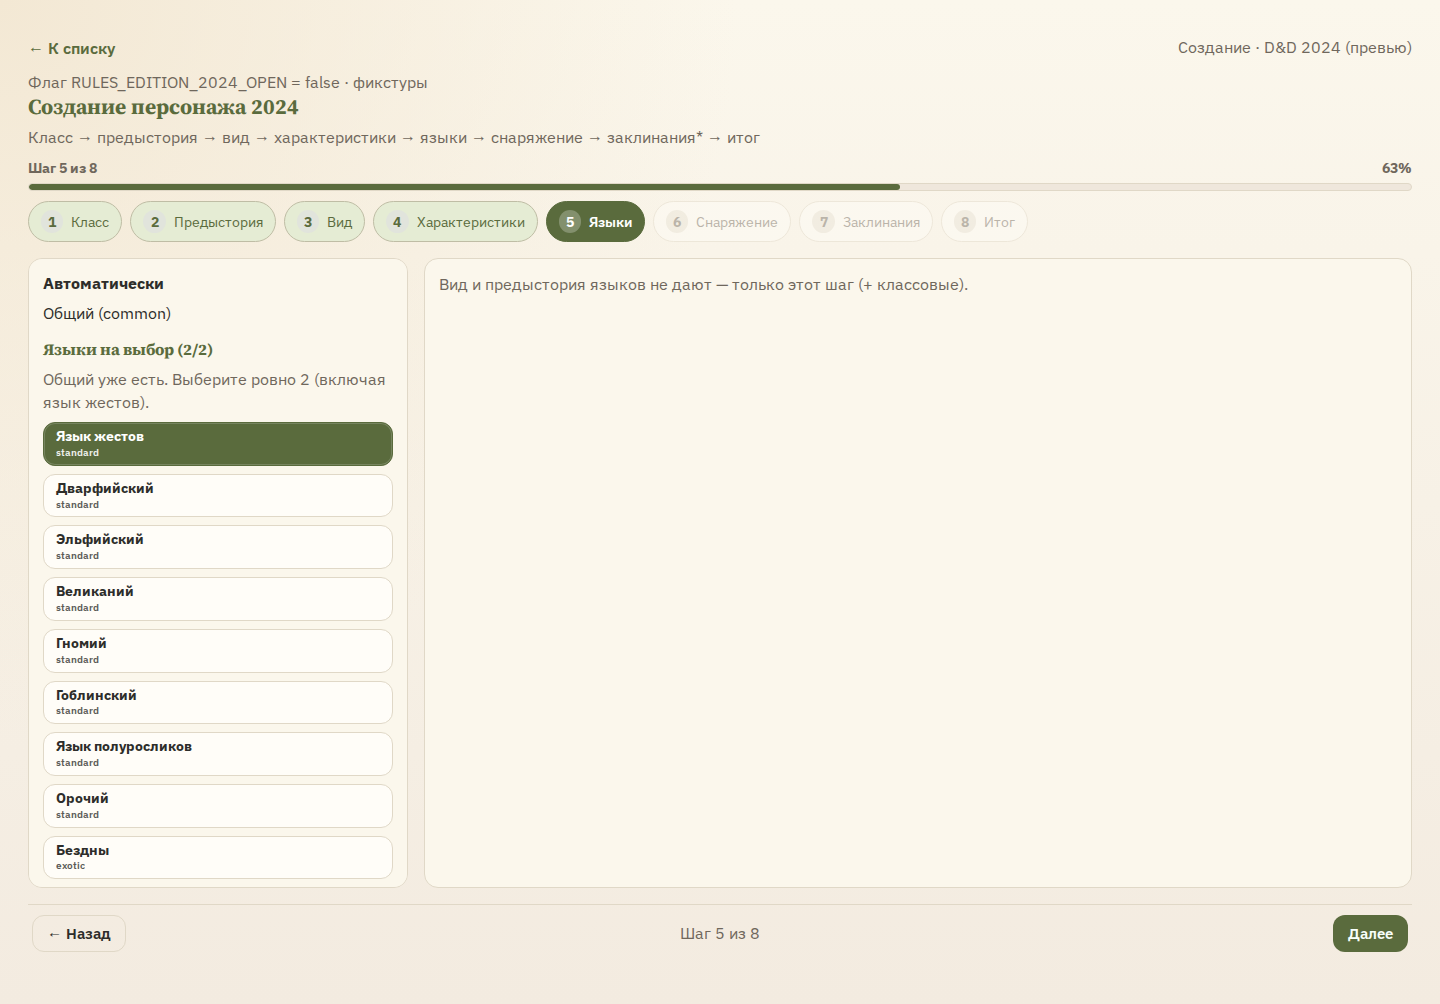 ← К списку
Создание · D&D 2024 (превью)
Флаг RULES_EDITION_2024_OPEN = false · фикстуры
Создание персонажа 2024
Класс → предыстория → вид → характеристики → языки → снаряжение → заклинания* → итог
Шаг 5 из 8
63%
1 Класс
2 Предыстория
3 Вид
4 Характеристики
5 Языки
6 Снаряжение
7 Заклинания
8 Итог
Автоматически
Общий (common)
Языки на выбор (2/2)
Общий уже есть. Выберите ровно 2 (включая
язык жестов).
Язык жестов
standard
Дварфийский
standard
Эльфийский
standard
Великаний
standard
Гномий
standard
Гоблинский
standard
Язык полуросликов
standard
Орочий
standard
Бездны
exotic
Вид и предыстория языков не дают — только этот шаг (+ классовые).
← Назад
Шаг 5 из 8
Далее